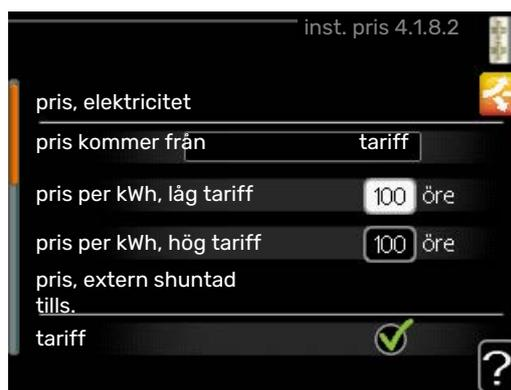 inst. pris 4.1.8.2
pris, elektricitet
pris kommer från tariff
pris per kWh, låg tariff 100 öre
pris per kWh, hög tariff 100 öre
pris, extern shuntad
tills.
tariff
?